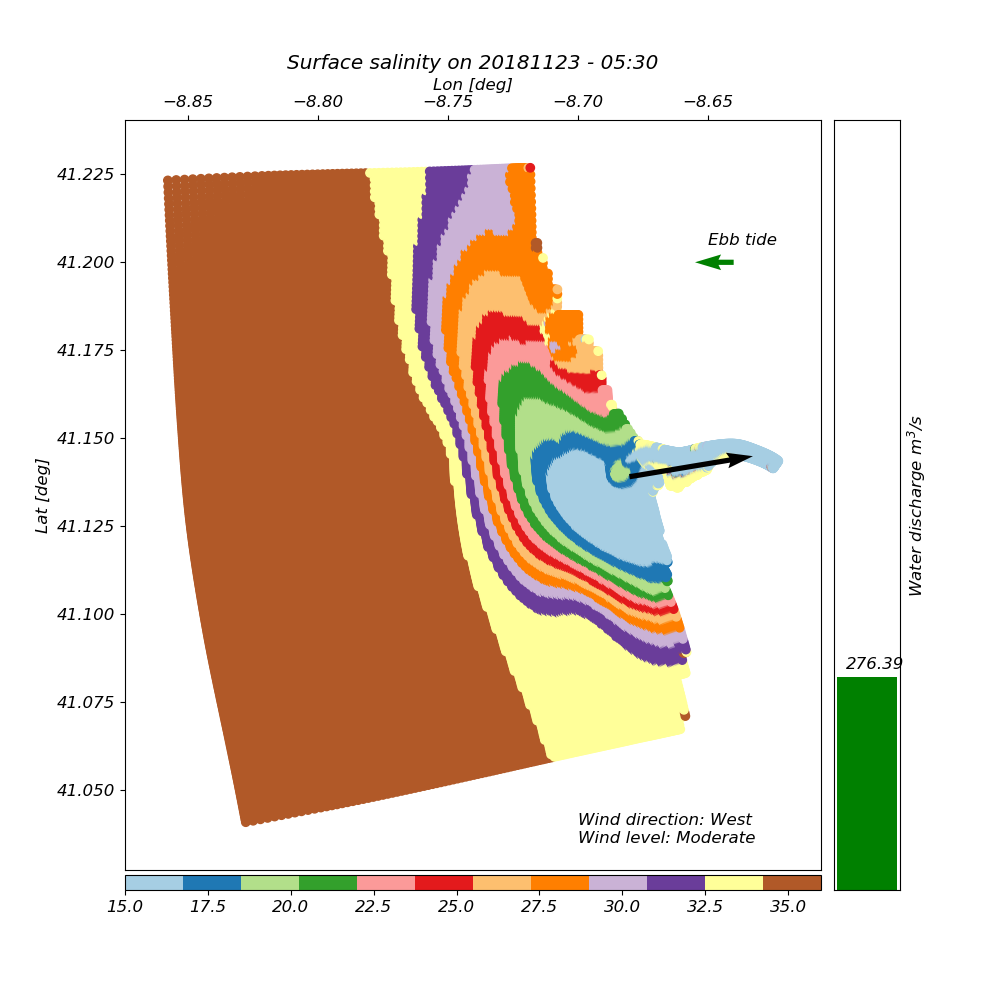 Surface salinity on 20181123 - 05:30
Lon [deg]
−8.85 −8.80 −8.75 −8.70 −8.65
41.225
41.200
41.175
41.150
41.125
41.100
41.075
41.050
Lat [deg]
Ebb tide
Wind direction: West
Wind level: Moderate
276.39
Water discharge m³/s
15.0 17.5 20.0 22.5 25.0 27.5 30.0 32.5 35.0